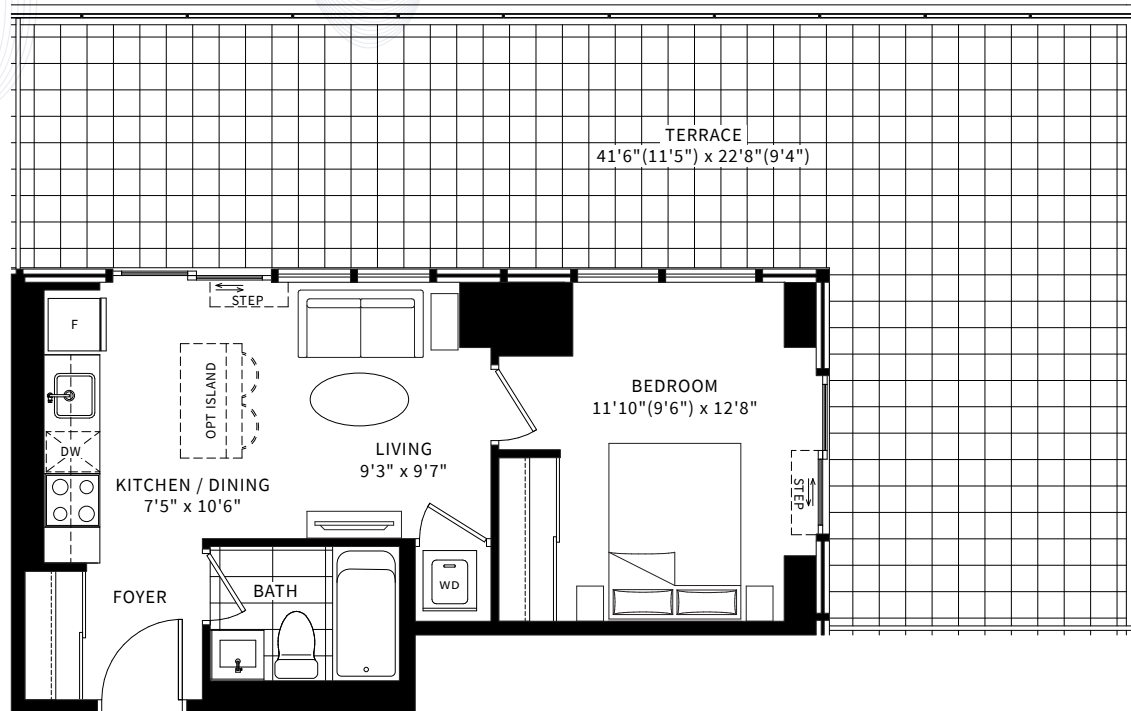 TERRACE
41'6"(11'5") x 22'8"(9'4")
STEP
F
OPT ISLAND
BEDROOM
11'10"(9'6") x 12'8"
LIVING
9'3" x 9'7"
DW
KITCHEN / DINING
7'5" x 10'6"
STEP
WD
BATH
FOYER